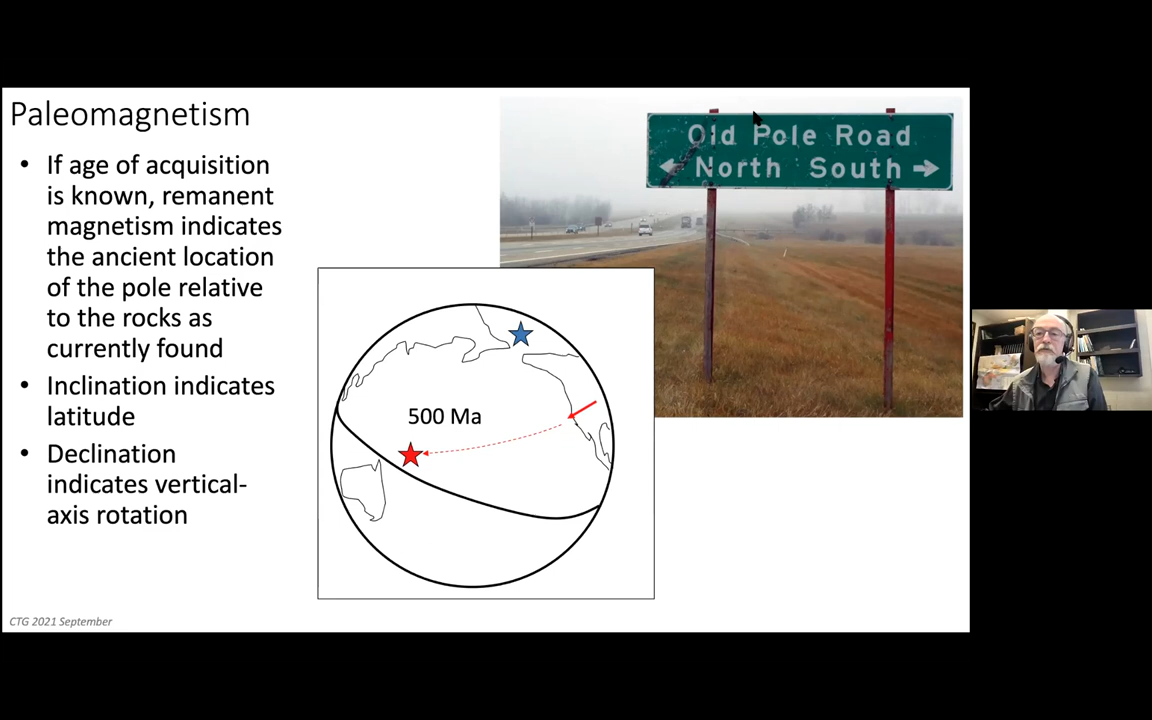 Paleomagnetism
• If age of acquisition
is known, remanent
magnetism indicates
the ancient location
of the pole relative
to the rocks as
currently found
• Inclination indicates
latitude
• Declination
indicates vertical-
axis rotation
Old Pole Road
North South
500 Ma
CTG 2021 September